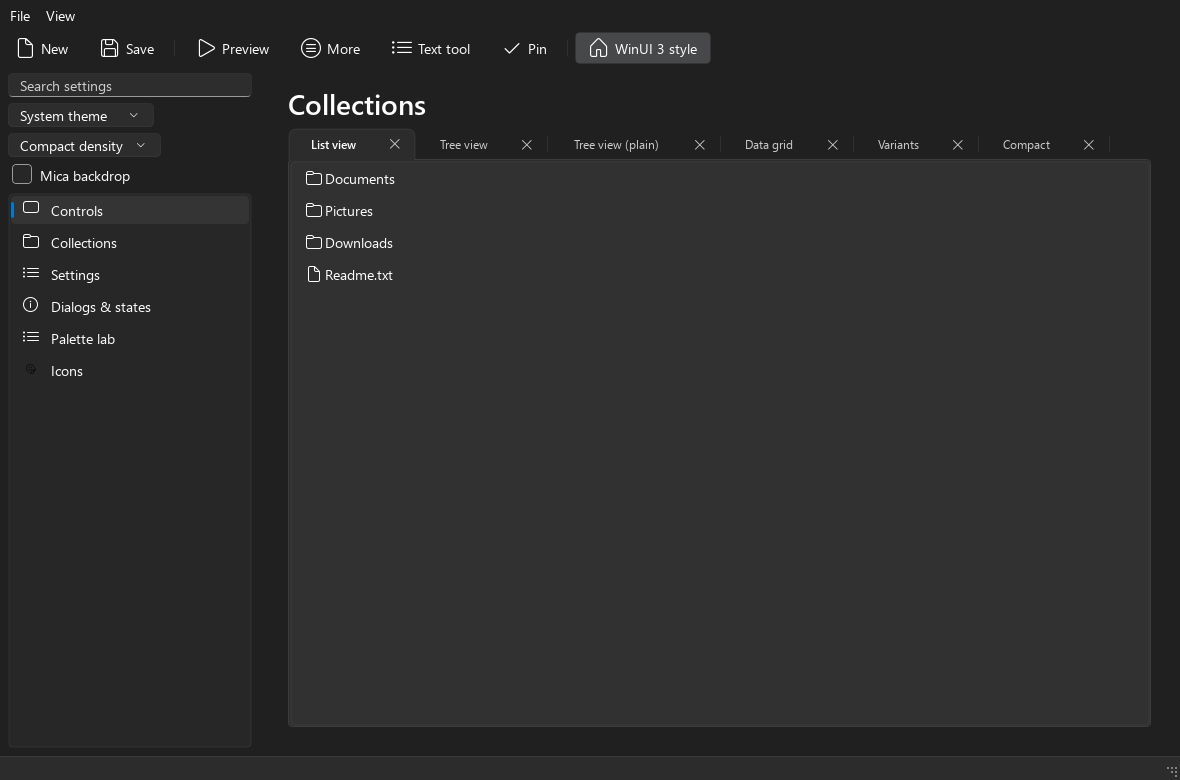 File View
New Save Preview More Text tool Pin WinUI 3 style
Search settings
System theme
Compact density
Mica backdrop
Controls
Collections
Settings
Dialogs & states
Palette lab
Icons
Collections
List view Tree view Tree view (plain) Data grid Variants Compact
Documents
Pictures
Downloads
Readme.txt